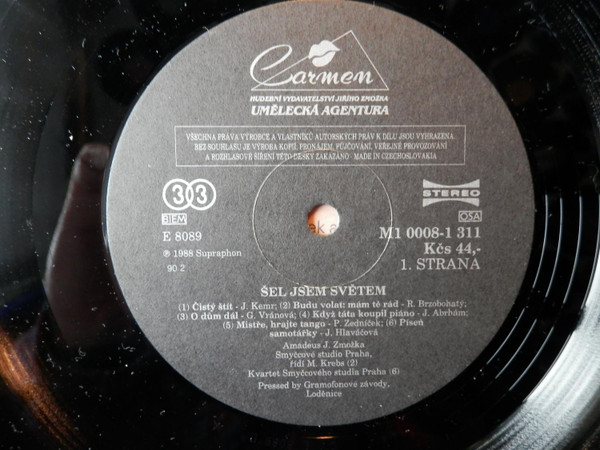 Carmen
HUDEBNÍ VYDAVATELSTVÍ JIŘÍHO ZMOŽKA
UMĚLECKÁ AGENTURA
VŠECHNA PRÁVA VÝROBCE A VLASTNÍKŮ AUTORSKÝCH PRÁV K DÍLU JSOU VYHRAZENA.
BEZ SOUHLASU JE VÝROBA KOPIÍ, PRONÁJEM, PŮJČOVÁNÍ, VEŘEJNÉ PROVOZOVÁNÍ
A ROZHLASOVÉ ŠÍŘENÍ TÉTO DESKY ZAKÁZÁNO. MADE IN CZECHOSLOVAKIA
33
STEREO
BIEM
OSA
E 8089
M1 0008-1 311
℗ 1988 Supraphon
Kčs 44,-
90 2
1. STRANA
ŠEL JSEM SVĚTEM
(1) Čistý štít - J. Kemr; (2) Budu volat: mám tě rád - R. Brzobohatý;
(3) O dům dál - G. Vránová; (4) Když táta koupil piáno - J. Abrhám;
(5) Mistře, hrajte tango - P. Zedníček; (6) Píseň
samotářky - J. Hlaváčová
Amadeus J. Zmoška
Smyčcové studio Praha,
řídí M. Krebs (2)
Kvartet Smyčcového studia Praha (6)
Pressed by Gramofonové závody,
Loděnice